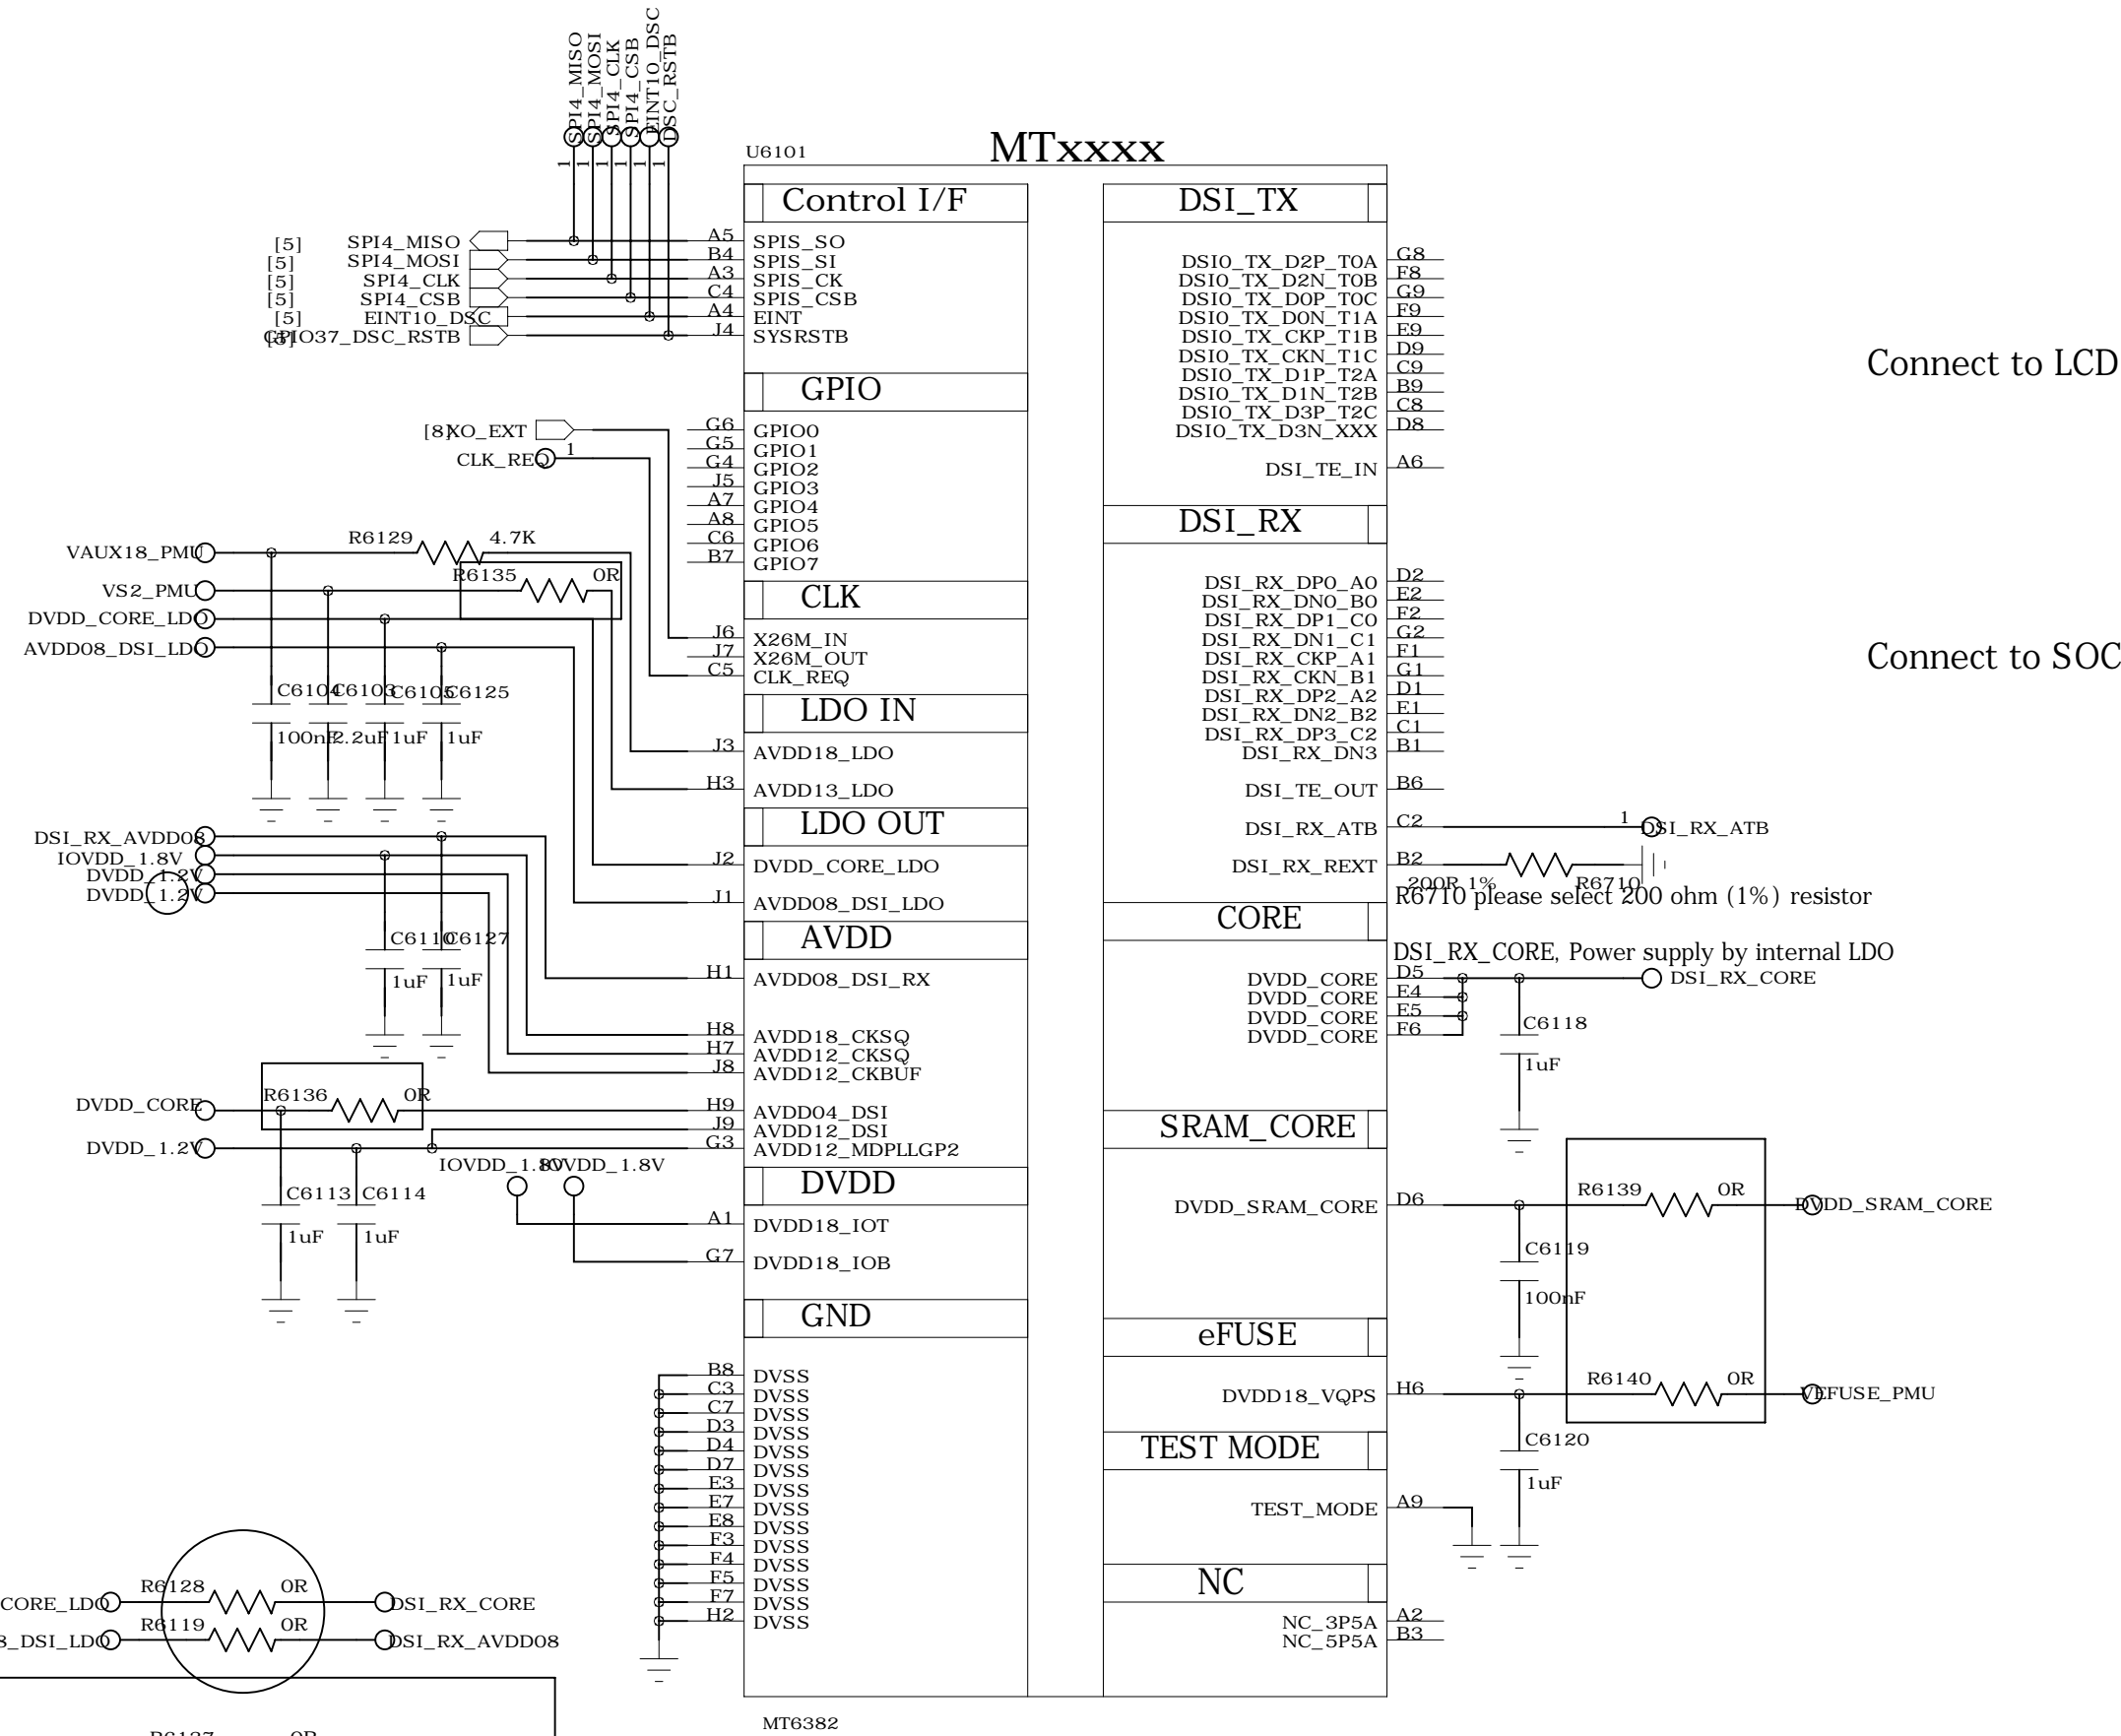 SPI4_MISO
SPI4_MOSI
SPI4_CLK
SPI4_CSB
EINT10_DSC
DSC_RSTB
1
1
1
1
1
1
MTxxxx
U6101
Control I/F
[5] SPI4_MISO A5 SPIS_SO
[5] SPI4_MOSI B4 SPIS_SI
[5] SPI4_CLK A3 SPIS_CK
[5] SPI4_CSB C4 SPIS_CSB
[5] EINT10_DSC A4 EINT
[5] GPIO37_DSC_RSTB J4 SYSRSTB
GPIO
[8] XO_EXT
CLK_REQ 1
G6 GPIO0
G5 GPIO1
G4 GPIO2
J5 GPIO3
A7 GPIO4
A8 GPIO5
C6 GPIO6
B7 GPIO7
VAUX18_PMU R6129 4.7K
VS2_PMU R6135 0R
DVDD_CORE_LDO
AVDD08_DSI_LDO
CLK
J6 X26M_IN
J7 X26M_OUT
C5 CLK_REQ
C6104 C6103 C6105 C6125
100nF 2.2uF 1uF 1uF
LDO IN
J3 AVDD18_LDO
H3 AVDD13_LDO
LDO OUT
J2 DVDD_CORE_LDO
J1 AVDD08_DSI_LDO
DSI_RX_AVDD08
IOVDD_1.8V
DVDD_1.2V
DVDD_1.2V
C6110 C6127
1uF 1uF
AVDD
H1 AVDD08_DSI_RX
H8 AVDD18_CKSQ
H7 AVDD12_CKSQ
J8 AVDD12_CKBUF
DVDD_CORE R6136 0R H9 AVDD04_DSI
J9 AVDD12_DSI
DVDD_1.2V G3 AVDD12_MDPLLGP2
IOVDD_1.8V IOVDD_1.8V
C6113 C6114
1uF 1uF
DVDD
A1 DVDD18_IOT
G7 DVDD18_IOB
GND
B8 DVSS
C3 DVSS
C7 DVSS
D3 DVSS
D4 DVSS
D7 DVSS
E3 DVSS
E7 DVSS
E8 DVSS
F3 DVSS
F4 DVSS
F5 DVSS
F7 DVSS
H2 DVSS
DSI_TX
DSI0_TX_D2P_T0A G8
DSI0_TX_D2N_T0B F8
DSI0_TX_D0P_T0C G9
DSI0_TX_D0N_T1A F9
DSI0_TX_CKP_T1B E9
DSI0_TX_CKN_T1C D9
DSI0_TX_D1P_T2A C9
DSI0_TX_D1N_T2B B9
DSI0_TX_D3P_T2C C8
DSI0_TX_D3N_XXX D8
DSI_TE_IN A6
Connect to LCD
DSI_RX
DSI_RX_DP0_A0 D2
DSI_RX_DN0_B0 E2
DSI_RX_DP1_C0 F2
DSI_RX_DN1_C1 G2
DSI_RX_CKP_A1 F1
DSI_RX_CKN_B1 G1
DSI_RX_DP2_A2 D1
DSI_RX_DN2_B2 E1
DSI_RX_DP3_C2 C1
DSI_RX_DN3 B1
Connect to SOC
DSI_TE_OUT B6
DSI_RX_ATB C2 1 DSI_RX_ATB
DSI_RX_REXT B2
200R 1% R6710
R6710 please select 200 ohm (1%) resistor
CORE
DSI_RX_CORE, Power supply by internal LDO
DVDD_CORE D5 DSI_RX_CORE
DVDD_CORE E4
DVDD_CORE E5
DVDD_CORE F6
C6118
1uF
SRAM_CORE
DVDD_SRAM_CORE D6 R6139 0R DVDD_SRAM_CORE
C6119
100nF
eFUSE
DVDD18_VQPS H6 R6140 0R VEFUSE_PMU
C6120
1uF
TEST MODE
TEST_MODE A9
NC
NC_3P5A A2
NC_5P5A B3
CORE_LDO R6128 0R DSI_RX_CORE
8_DSI_LDO R6119 0R DSI_RX_AVDD08
R6137 0R
MT6382